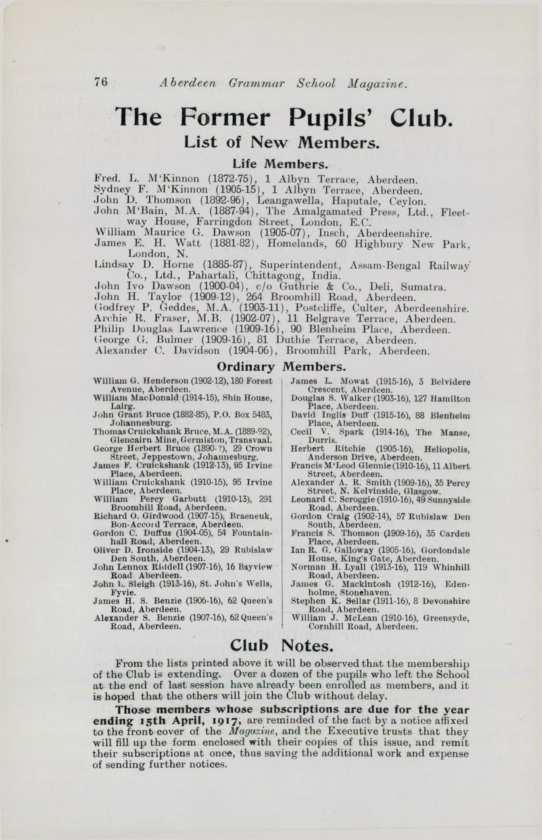 76 Aberdeen Grammar School Magazine.
The Former Pupils' Club.
List of New Members.
Life Members.
Fred. L. M'Kinnon (1872-75), 1 Albyn Terrace, Aberdeen.
Sydney F. M'Kinnon (1905-15), 1 Albyn Terrace, Aberdeen.
John D. Thomson (1892-96), Leangawella, Haputale, Ceylon.
John M'Bain, M.A. (1887-94), The Amalgamated Press, Ltd., Fleet-
way House, Farringdon Street, London, E.C.
William Maurice G. Dawson (1905-07), Insch, Aberdeenshire.
James E. H. Watt (1881-82), Homelands, 60 Highbury New Park,
London, N.
Lindsay D. Horne (1885-87), Superintendent, Assam-Bengal Railway
Co., Ltd., Pahartali, Chittagong, India.
John Ivo Dawson (1900-04), c/o Guthrie & Co., Deli, Sumatra.
John H. Taylor (1909-12), 264 Broomhill Road, Aberdeen.
Godfrey P. Geddes, M.A. (1903-11), Postcliffe, Culter, Aberdeenshire.
Archie R. Fraser, M.B. (1902-07), 11 Belgrave Terrace, Aberdeen.
Philip Douglas Lawrence (1909-16), 90 Blenheim Place, Aberdeen.
George G. Bulmer (1909-16), 81 Duthie Terrace, Aberdeen.
Alexander C. Davidson (1904-06), Broomhill Park, Aberdeen.
Ordinary Members.
William G. Henderson (1902-12), 180 Forest
Avenue, Aberdeen.
William MacDonald (1914-15), Shin House,
Lairg.
John Grant Bruce (1882-85), P.O. Box 5483,
Johannesburg.
Thomas Cruickshank Bruce, M.A. (1889-92),
Glencairn Mine, Germiston, Transvaal.
George Herbert Bruce (1890-?), 29 Crown
Street, Jeppestown, Johannesburg.
James F. Cruickshank (1912-13), 95 Irvine
Place, Aberdeen.
William Cruickshank (1910-15), 95 Irvine
Place, Aberdeen.
William Percy Garbutt (1910-13), 291
Broomhill Road, Aberdeen.
Richard O. Girdwood (1907-15), Braeneuk,
Bon-Accord Terrace, Aberdeen.
Gordon C. Duffus (1904-05), 54 Fountain-
hall Road, Aberdeen.
Oliver D. Ironside (1904-13), 29 Rubislaw
Den South, Aberdeen.
John Lennox Riddell (1907-16), 16 Bayview
Road Aberdeen.
John L. Sleigh (1913-16), St. John's Wells,
Fyvie.
James H. S. Benzie (1906-16), 62 Queen's
Road, Aberdeen.
Alexander S. Benzie (1907-16), 62 Queen's
Road, Aberdeen.
James L. Mowat (1915-16), 5 Belvidere
Crescent, Aberdeen.
Douglas S. Walker (1903-16), 127 Hamilton
Place, Aberdeen.
David Inglis Duff (1915-16), 88 Blenheim
Place, Aberdeen.
Cecil V. Spark (1914-16), The Manse,
Durris.
Herbert Ritchie (1905-16), Heliopolis,
Anderson Drive, Aberdeen.
Francis M'Leod Glennie (1910-16), 11 Albert
Street, Aberdeen.
Alexander A. R. Smith (1909-16), 35 Percy
Street, N. Kelvinside, Glasgow.
Leonard C. Scroggie (1910-16), 49 Sunnyside
Road, Aberdeen.
Gordon Craig (1902-14), 57 Rubislaw Den
South, Aberdeen.
Francis S. Thomson (1909-16), 35 Carden
Place, Aberdeen.
Ian R. G. Galloway (1905-16), Gordondale
House, King's Gate, Aberdeen.
Norman H. Lyall (1913-16), 119 Whinhill
Road, Aberdeen.
James G. Mackintosh (1912-16), Eden-
holme, Stonehaven.
Stephen K. Sellar (1911-16), 8 Devonshire
Road, Aberdeen.
William J. McLean (1910-16), Greensyde,
Cornhill Road, Aberdeen.
Club Notes.
From the lists printed above it will be observed that the membership
of the Club is extending. Over a dozen of the pupils who left the School
at the end of last session have already been enrolled as members, and it
is hoped that the others will join the Club without delay.
Those members whose subscriptions are due for the year
ending 15th April, 1917, are reminded of the fact by a notice affixed
to the front cover of the Magazine, and the Executive trusts that they
will fill up the form enclosed with their copies of this issue, and remit
their subscriptions at once, thus saving the additional work and expense
of sending further notices.